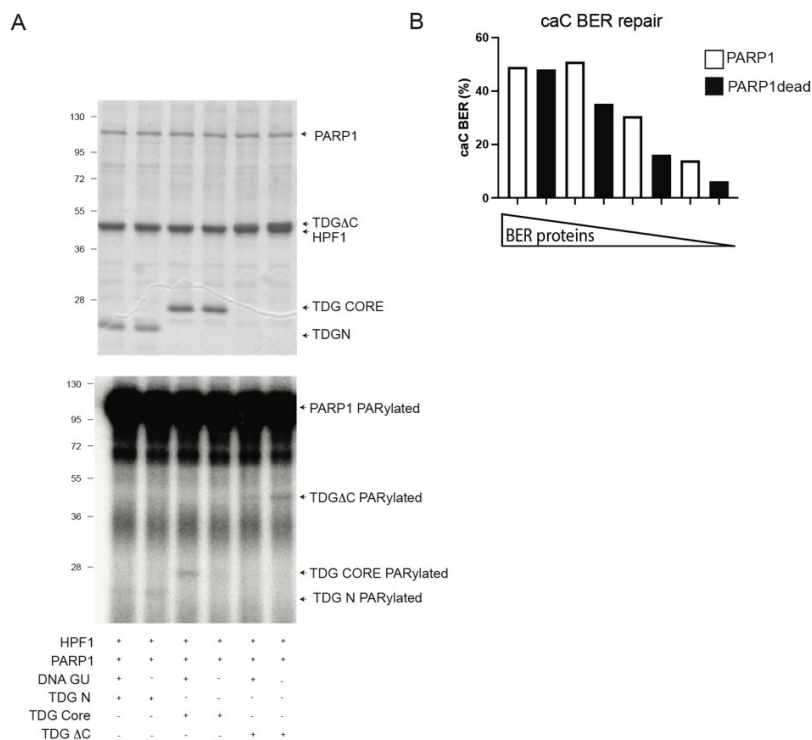 A
130
95
72
55
36
28
PARP1
TDGΔC
HPF1
TDG CORE
TDGN
130
95
72
55
36
28
PARP1 PARylated
TDGΔC PARylated
TDG CORE PARylated
TDG N PARylated
HPF1 + + + + + +
PARP1 + + + + + +
DNA GU + - + - + -
TDG N + + - - - -
TDG Core - - + + - -
TDG ΔC - - - - + +
B
caC BER repair
caC BER (%)
60
40
20
0
PARP1
PARP1dead
BER proteins